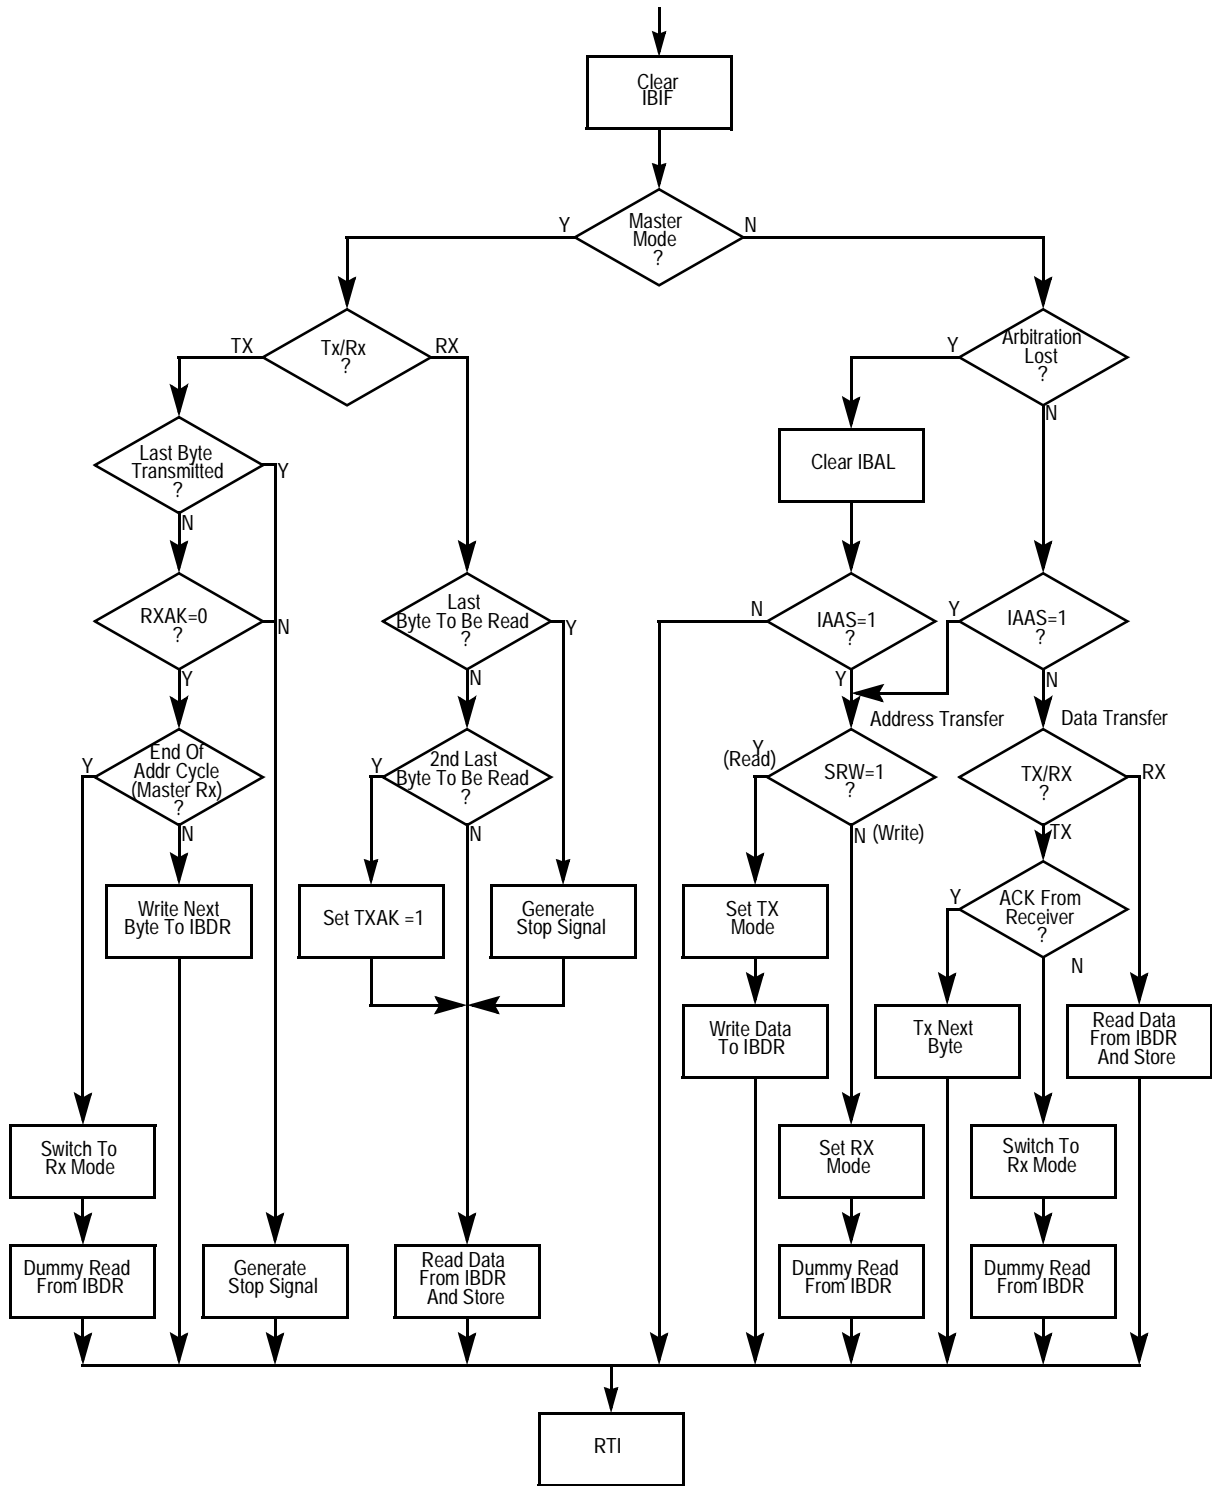 Clear
IBIF
Y
Master
Mode
?
N
TX
Tx/Rx
?
RX
Y
Arbitration
Lost
?
N
Last Byte
Transmitted
?
Y
N
Clear IBAL
RXAK=0
?
N
Y
Last
Byte To Be Read
?
Y
N
N
IAAS=1
?
Y
Y
IAAS=1
?
N
Address Transfer
Data Transfer
Y
End Of
Addr Cycle
(Master Rx)
?
N
Y
2nd Last
Byte To Be Read
?
N
Y
(Read)
SRW=1
?
N (Write)
TX/RX
?
RX
TX
Write Next
Byte To IBDR
Set TXAK =1
Generate
Stop Signal
Set TX
Mode
Y
ACK From
Receiver
?
N
Write Data
To IBDR
Tx Next
Byte
Read Data
From IBDR
And Store
Switch To
Rx Mode
Set RX
Mode
Switch To
Rx Mode
Dummy Read
From IBDR
Generate
Stop Signal
Read Data
From IBDR
And Store
Dummy Read
From IBDR
Dummy Read
From IBDR
RTI